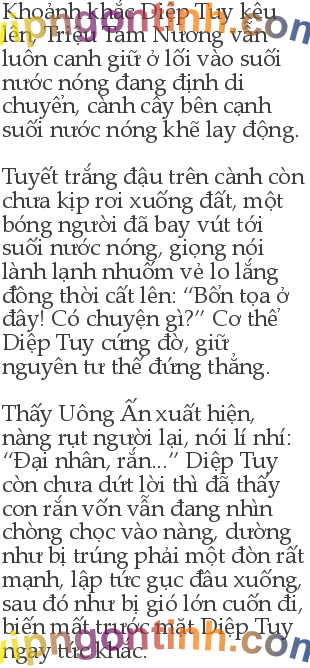 Khoảnh khắc Diệp Tuy kêu
lên, Triệu Tam Nương vẫn
luôn canh giữ ở lối vào suối
nước nóng đang định di
chuyển, cành cây bên cạnh
suối nước nóng khẽ lay động.
Tuyết trắng đậu trên cành còn
chưa kịp rơi xuống đất, một
bóng người đã bay vút tới
suối nước nóng, giọng nói
lành lạnh nhuốm vẻ lo lắng
đồng thời cất lên: “Bổn tọa ở
đây! Có chuyện gì?” Cơ thể
Diệp Tuy cứng đờ, giữ
nguyên tư thế đứng thẳng.
Thấy Uông Ấn xuất hiện,
nàng rụt người lại, nói lí nhí:
“Đại nhân, rắn...” Diệp Tuy
còn chưa dứt lời thì đã thấy
con rắn vốn vẫn đang nhìn
chòng chọc vào nàng, dường
như bị trúng phải một đòn rất
mạnh, lập tức gục đầu xuống,
sau đó như bị gió lớn cuốn đi,
biến mất trước mặt Diệp Tuy
ngay tức khắc.
vipngontinh.com
vipngontinh.com